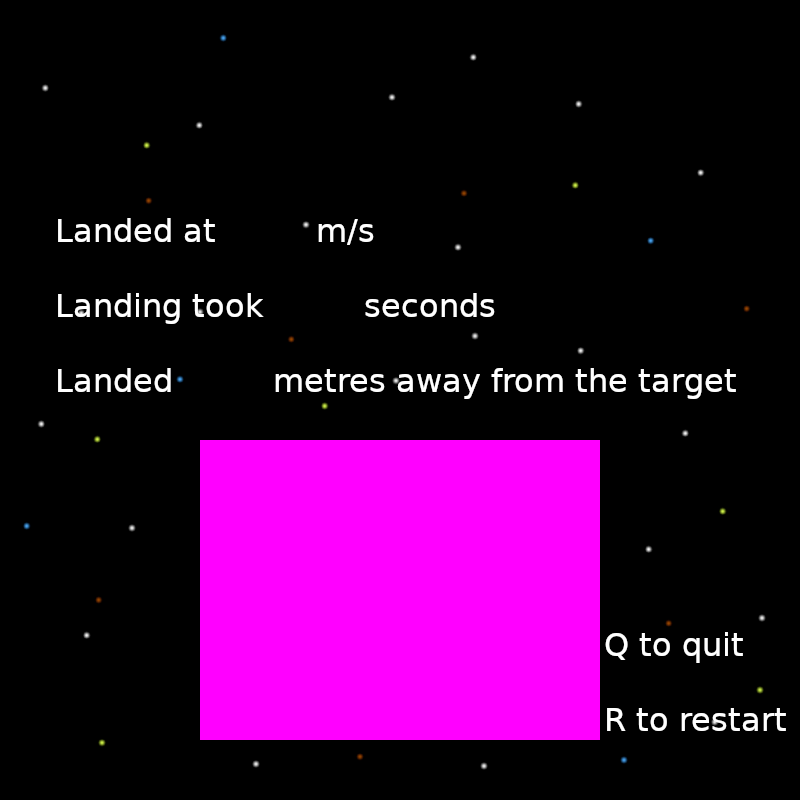 Landed at m/s
Landing took seconds
Landed metres away from the target
Q to quit
R to restart